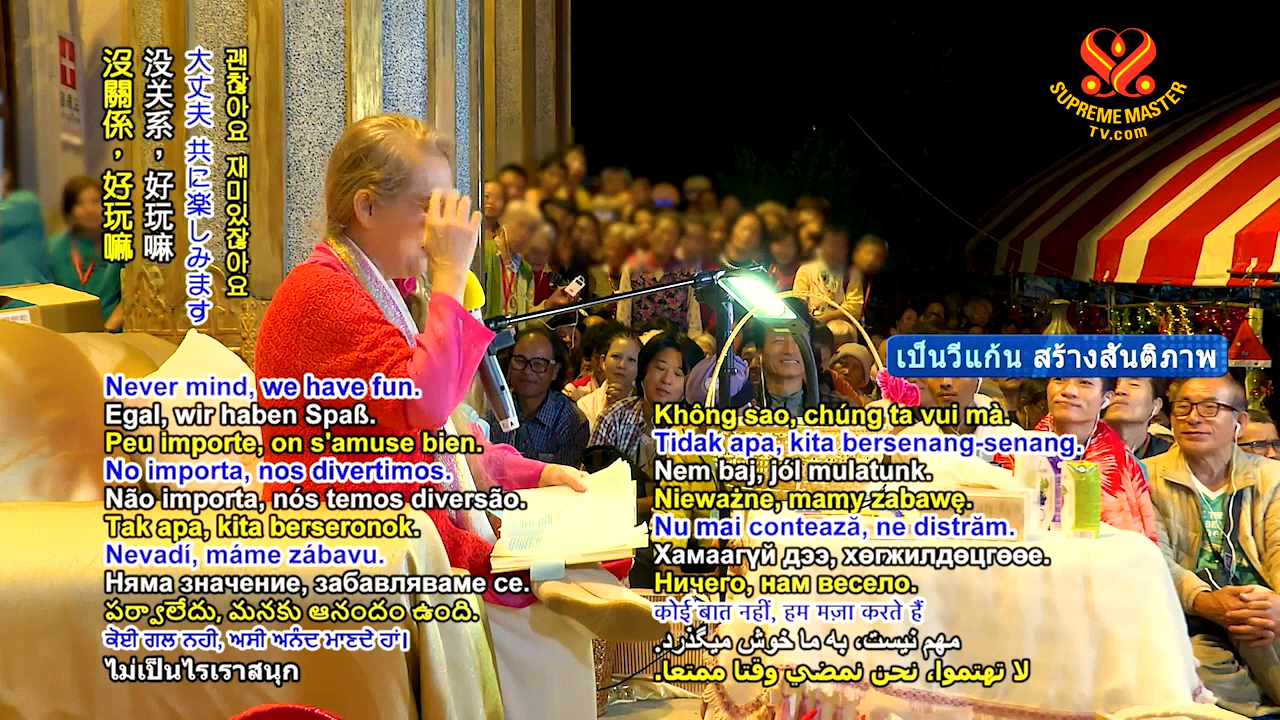 괜찮아요 재미있잖아요
大丈夫 共に楽しみます
没关系，好玩嘛
沒關係，好玩嘛
SUPREME MASTER
TV.com
เป็นวีแก้น สร้างสันติภาพ
Never mind, we have fun.
Egal, wir haben Spaß.
Peu importe, on s'amuse bien.
No importa, nos divertimos.
Não importa, nós temos diversão.
Tak apa, kita berseronok.
Nevadí, máme zábavu.
Няма значение, забавляваме се.
పర్వాలేదు, మనకు ఆనందం ఉంది.
ਕੋਈ ਗਲ ਨਹੀ, ਅਸੀ ਅਨੰਦ ਮਾਣਦੇ ਹਾਂ।
ไม่เป็นไรเราสนุก
Không sao, chúng ta vui mà.
Tidak apa, kita bersenang-senang.
Nem baj, jól mulatunk.
Nieważne, mamy zabawę.
Nu mai contează, ne distrăm.
Хамаагүй дээ, хөгжилдөцгөөе.
Ничего, нам весело.
कोई बात नहीं, हम मज़ा करते हैं
مهم نیست، به ما خوش میگذرد.
لا تهتموا، نحن نمضي وقتا ممتعا.